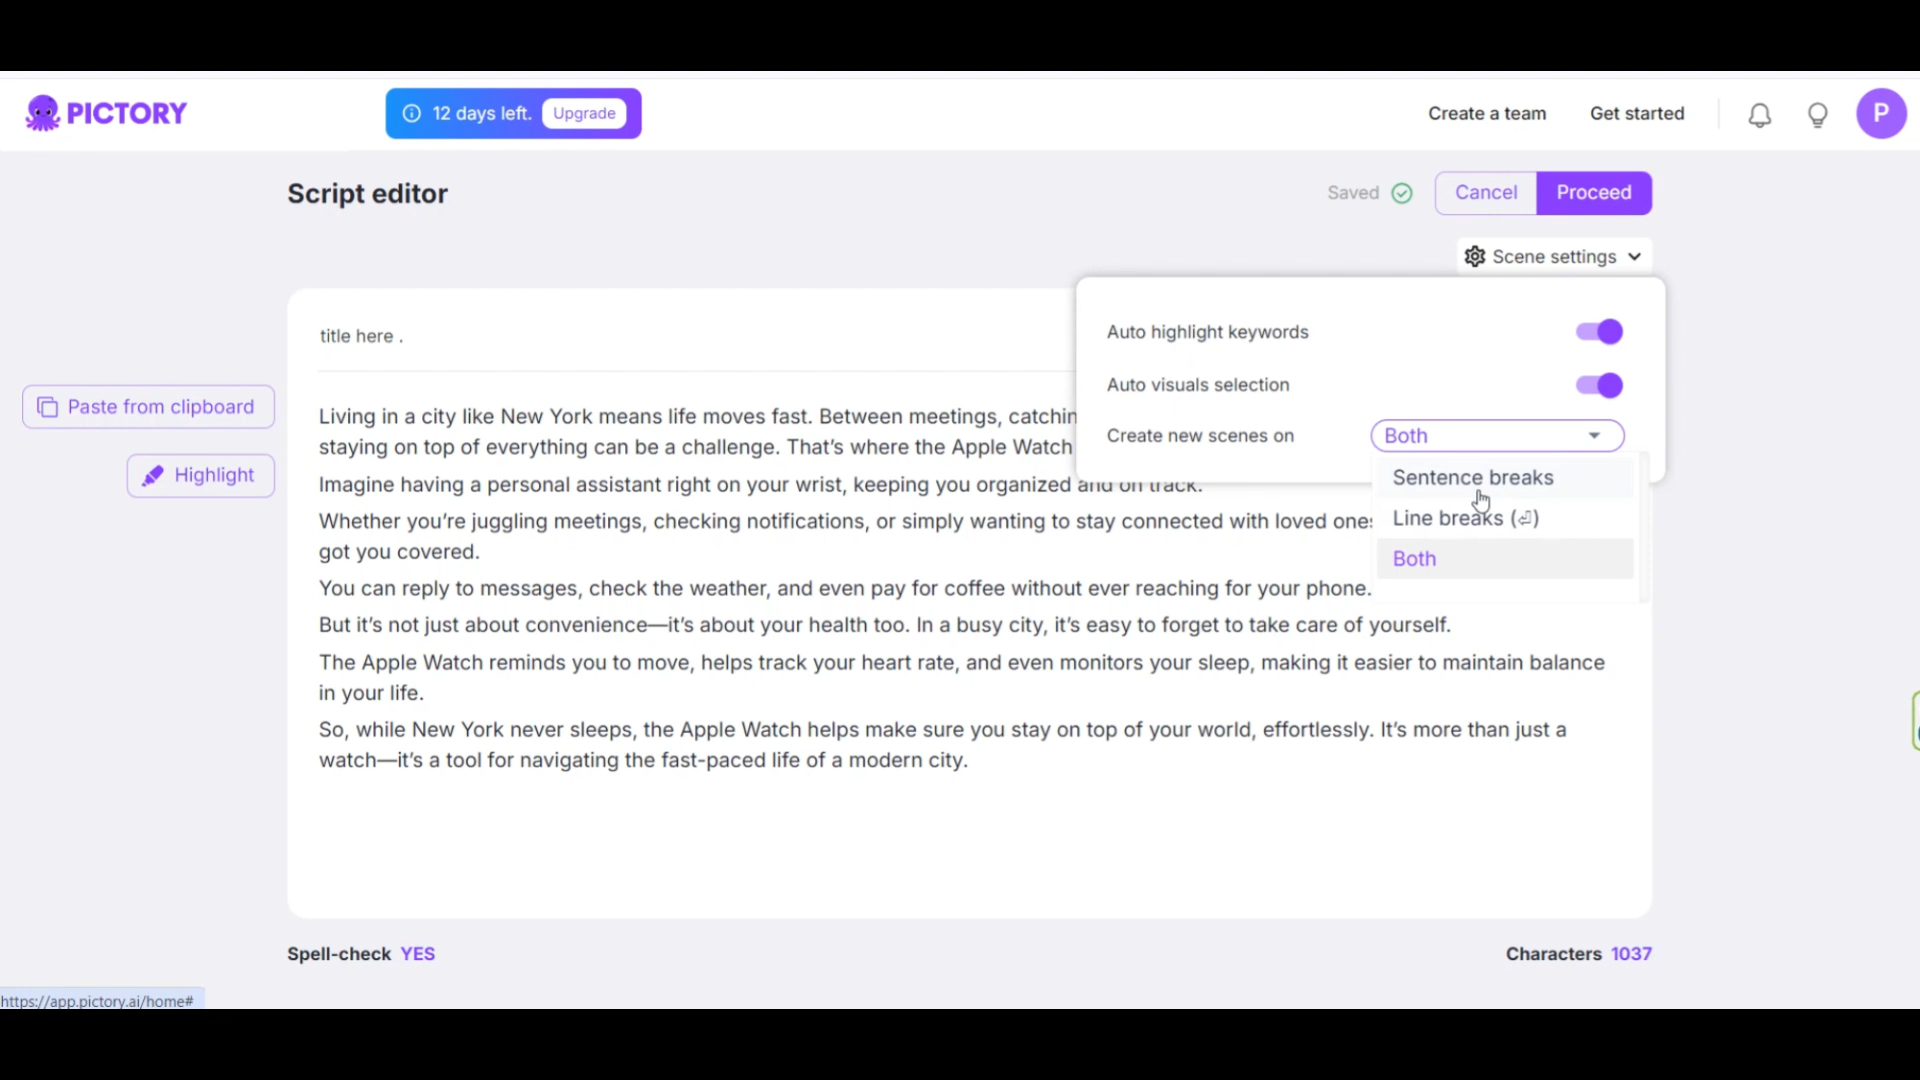 PICTORY
12 days left. Upgrade
Create a team
Get started
P
Script editor
Saved
Cancel
Proceed
Scene settings
title here .
Auto highlight keywords
Auto visuals selection
Create new scenes on
Both
Sentence breaks
Line breaks (⏎)
Both
Paste from clipboard
Highlight
Living in a city like New York means life moves fast. Between meetings,
staying on top of everything can be a challenge. That's where the Apple Watch
Imagine having a personal assistant right on your wrist, keeping you organized and on track.
Whether you're juggling meetings, checking notifications, or simply wanting to stay connected with loved
got you covered.
You can reply to messages, check the weather, and even pay for coffee without ever reaching for your phone.
But it's not just about convenience—it's about your health too. In a busy city, it's easy to forget to take care of yourself.
The Apple Watch reminds you to move, helps track your heart rate, and even monitors your sleep, making it easier to maintain balance
in your life.
So, while New York never sleeps, the Apple Watch helps make sure you stay on top of your world, effortlessly. It's more than just a
watch—it's a tool for navigating the fast-paced life of a modern city.
Spell-check YES
Characters 1037
https://app.pictory.ai/home#